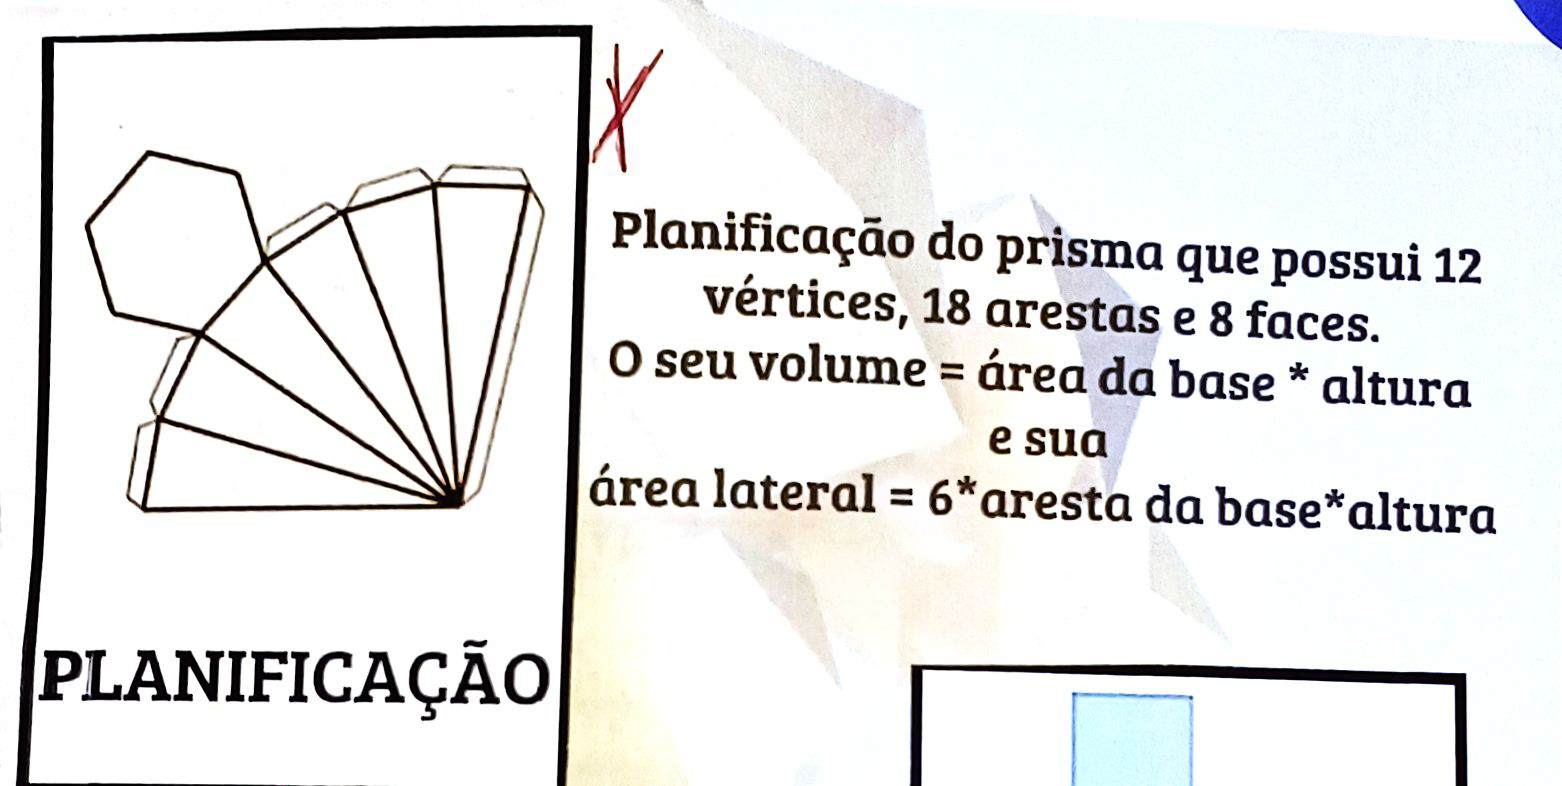 PLANIFICAÇÃO
Planificação do prisma que possui 12
vértices, 18 arestas e 8 faces.
O seu volume = área da base * altura
e sua
área lateral = 6*aresta da base*altura